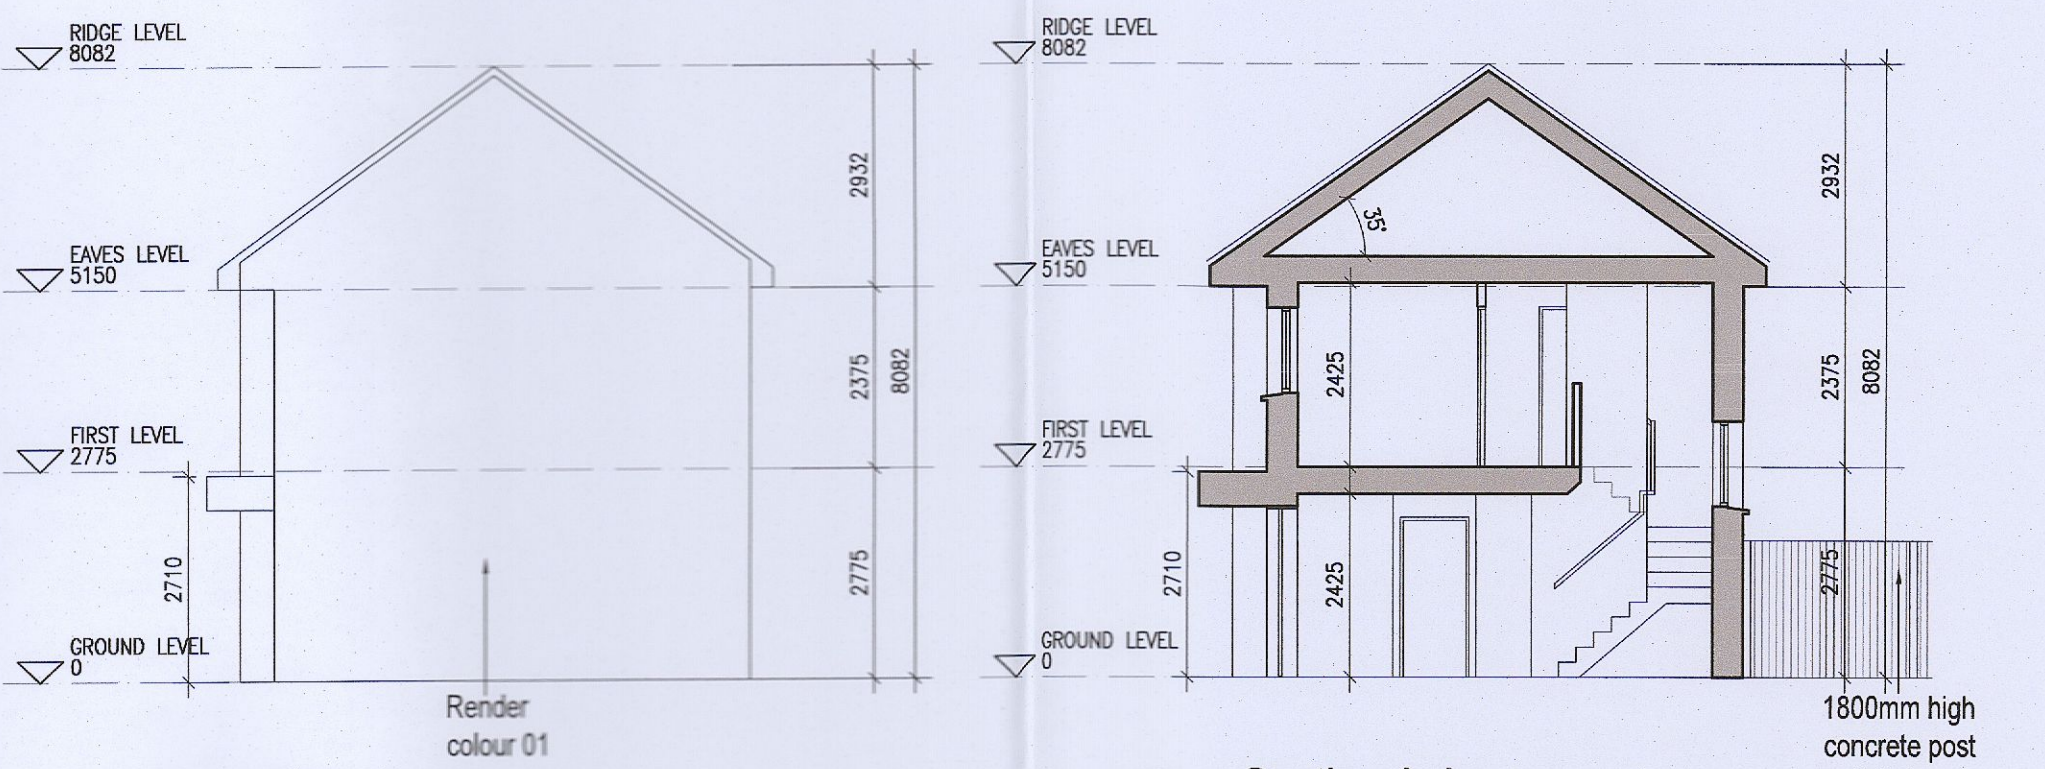 RIDGE LEVEL
8082
EAVES LEVEL
5150
FIRST LEVEL
2775
GROUND LEVEL
0
2932
2375
8082
2775
2710
Render
colour 01
RIDGE LEVEL
8082
EAVES LEVEL
5150
FIRST LEVEL
2775
GROUND LEVEL
0
35°
2425
2425
2710
2932
2375
8082
2775
1800mm high
concrete post